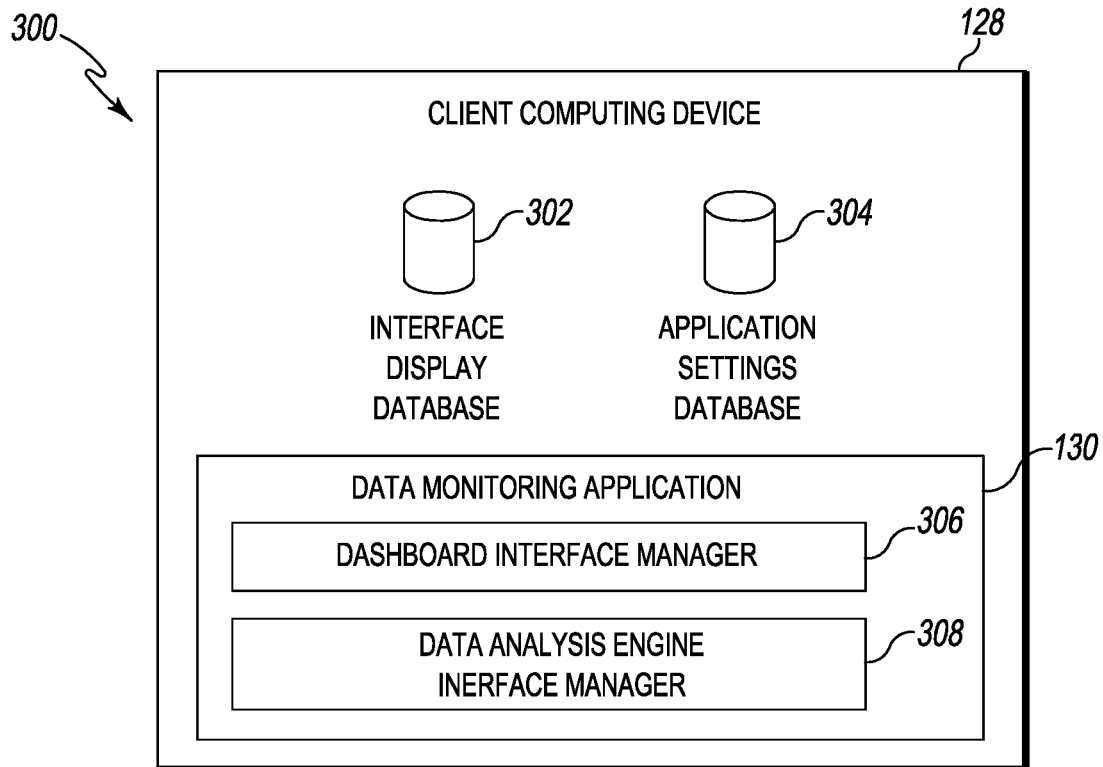 300
128
CLIENT COMPUTING DEVICE
302
304
INTERFACE
DISPLAY
DATABASE
APPLICATION
SETTINGS
DATABASE
130
DATA MONITORING APPLICATION
306
DASHBOARD INTERFACE MANAGER
308
DATA ANALYSIS ENGINE
INERFACE MANAGER